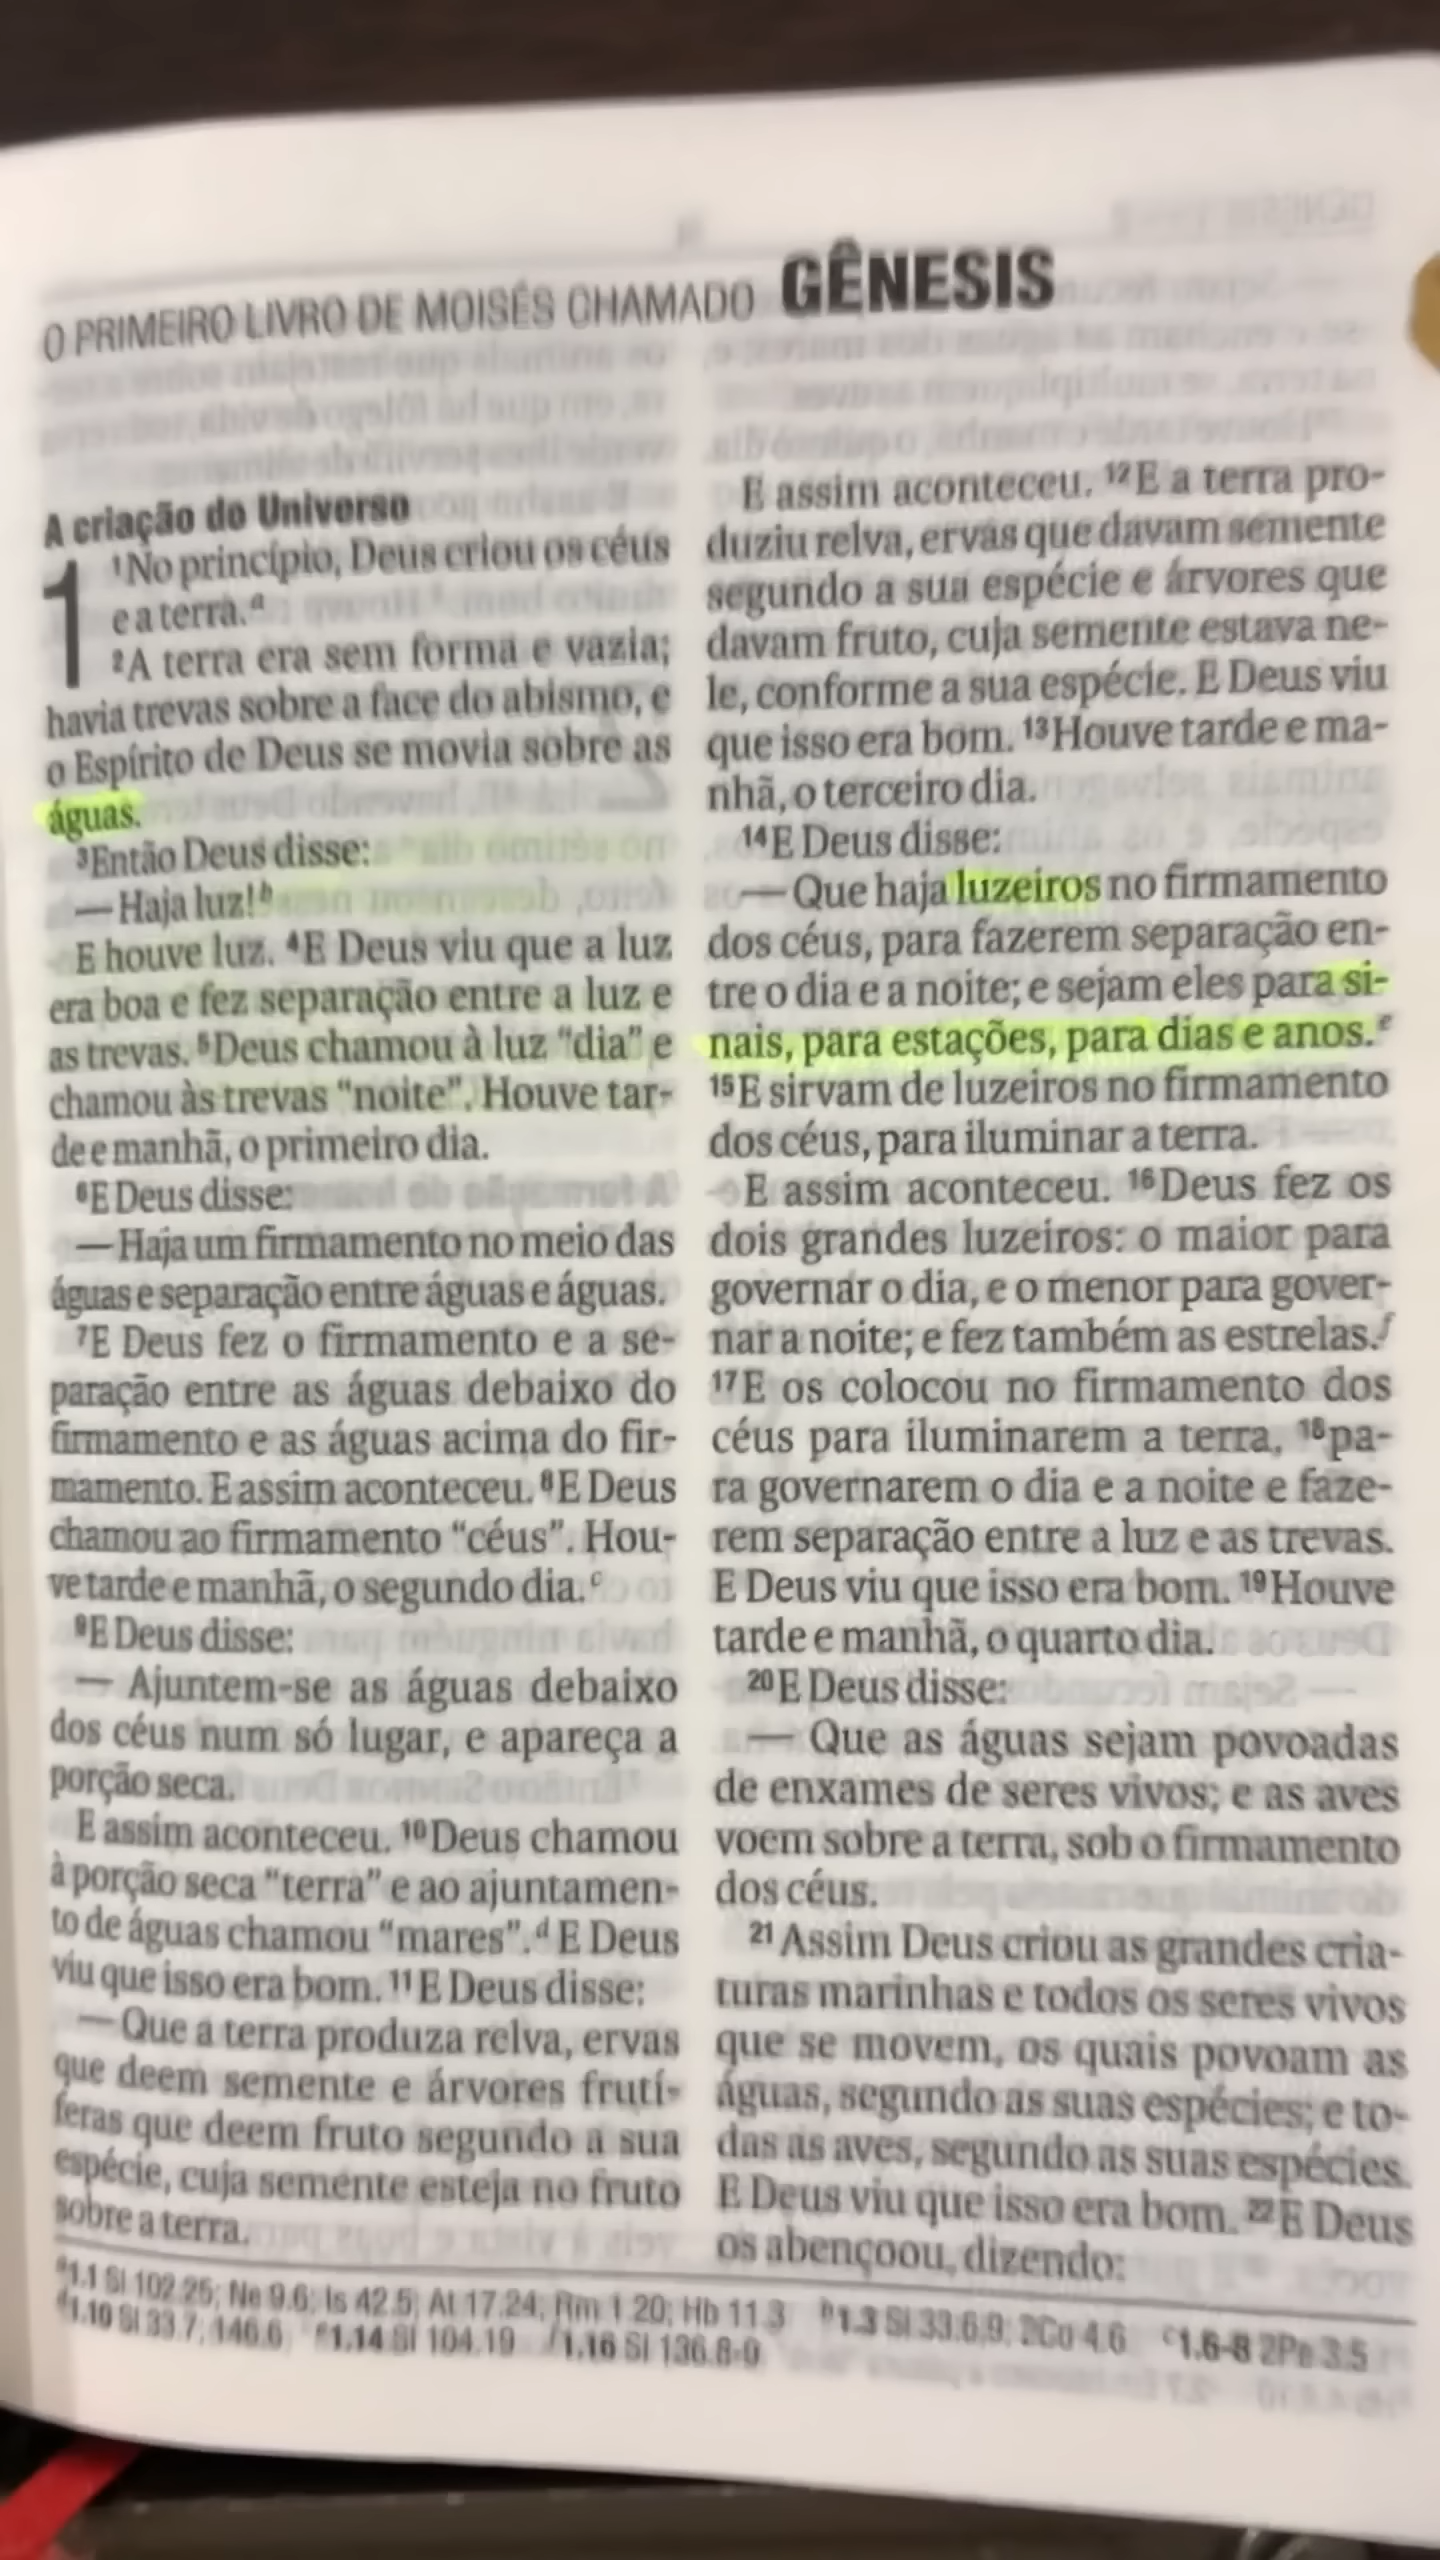 O PRIMEIRO LIVRO DE MOISÉS CHAMADO GÊNESIS
A criação do Universo
1 ¹No princípio, Deus criou os céus
e a terra.ᵃ
²A terra era sem forma e vazia;
havia trevas sobre a face do abismo, e
o Espírito de Deus se movia sobre as
águas.
³Então Deus disse:
— Haja luz!ᵇ
E houve luz. ⁴E Deus viu que a luz
era boa e fez separação entre a luz e
as trevas. ⁵Deus chamou à luz “dia” e
chamou às trevas “noite”. Houve tar-
de e manhã, o primeiro dia.
⁶E Deus disse:
— Haja um firmamento no meio das
águas e separação entre águas e águas.
⁷E Deus fez o firmamento e a se-
paração entre as águas debaixo do
firmamento e as águas acima do fir-
mamento. E assim aconteceu. ⁸E Deus
chamou ao firmamento “céus”. Hou-
ve tarde e manhã, o segundo dia.ᶜ
⁹E Deus disse:
— Ajuntem-se as águas debaixo
dos céus num só lugar, e apareça a
porção seca.
E assim aconteceu. ¹⁰Deus chamou
à porção seca “terra” e ao ajuntamen-
to de águas chamou “mares”.ᵈ E Deus
viu que isso era bom. ¹¹E Deus disse:
— Que a terra produza relva, ervas
que deem semente e árvores frutí-
feras que deem fruto segundo a sua
espécie, cuja semente esteja no fruto
sobre a terra.
E assim aconteceu. ¹²E a terra pro-
duziu relva, ervas que davam semente
segundo a sua espécie e árvores que
davam fruto, cuja semente estava ne-
le, conforme a sua espécie. E Deus viu
que isso era bom. ¹³Houve tarde e ma-
nhã, o terceiro dia.
¹⁴E Deus disse:
— Que haja luzeiros no firmamento
dos céus, para fazerem separação en-
tre o dia e a noite; e sejam eles para si-
nais, para estações, para dias e anos.ᵉ
¹⁵E sirvam de luzeiros no firmamento
dos céus, para iluminar a terra.
E assim aconteceu. ¹⁶Deus fez os
dois grandes luzeiros: o maior para
governar o dia, e o menor para gover-
nar a noite; e fez também as estrelas.ᶠ
¹⁷E os colocou no firmamento dos
céus para iluminarem a terra, ¹⁸pa-
ra governarem o dia e a noite e faze-
rem separação entre a luz e as trevas.
E Deus viu que isso era bom. ¹⁹Houve
tarde e manhã, o quarto dia.
²⁰E Deus disse:
— Que as águas sejam povoadas
de enxames de seres vivos; e as aves
voem sobre a terra, sob o firmamento
dos céus.
²¹Assim Deus criou as grandes cria-
turas marinhas e todos os seres vivos
que se movem, os quais povoam as
águas, segundo as suas espécies; e to-
das as aves, segundo as suas espécies.
E Deus viu que isso era bom. ²²E Deus
os abençoou, dizendo:
ᵃ1.1 Sl 102.25; Ne 9.6; Is 42.5; At 17.24; Rm 1.20; Hb 11.3 ᵇ1.3 Sl 33.6,9; 2Co 4.6 ᶜ1.6-8 2Pe 3.5
ᵈ1.10 Sl 33.7; 146.6 ᵉ1.14 Sl 104.19 ᶠ1.16 Sl 136.8-9